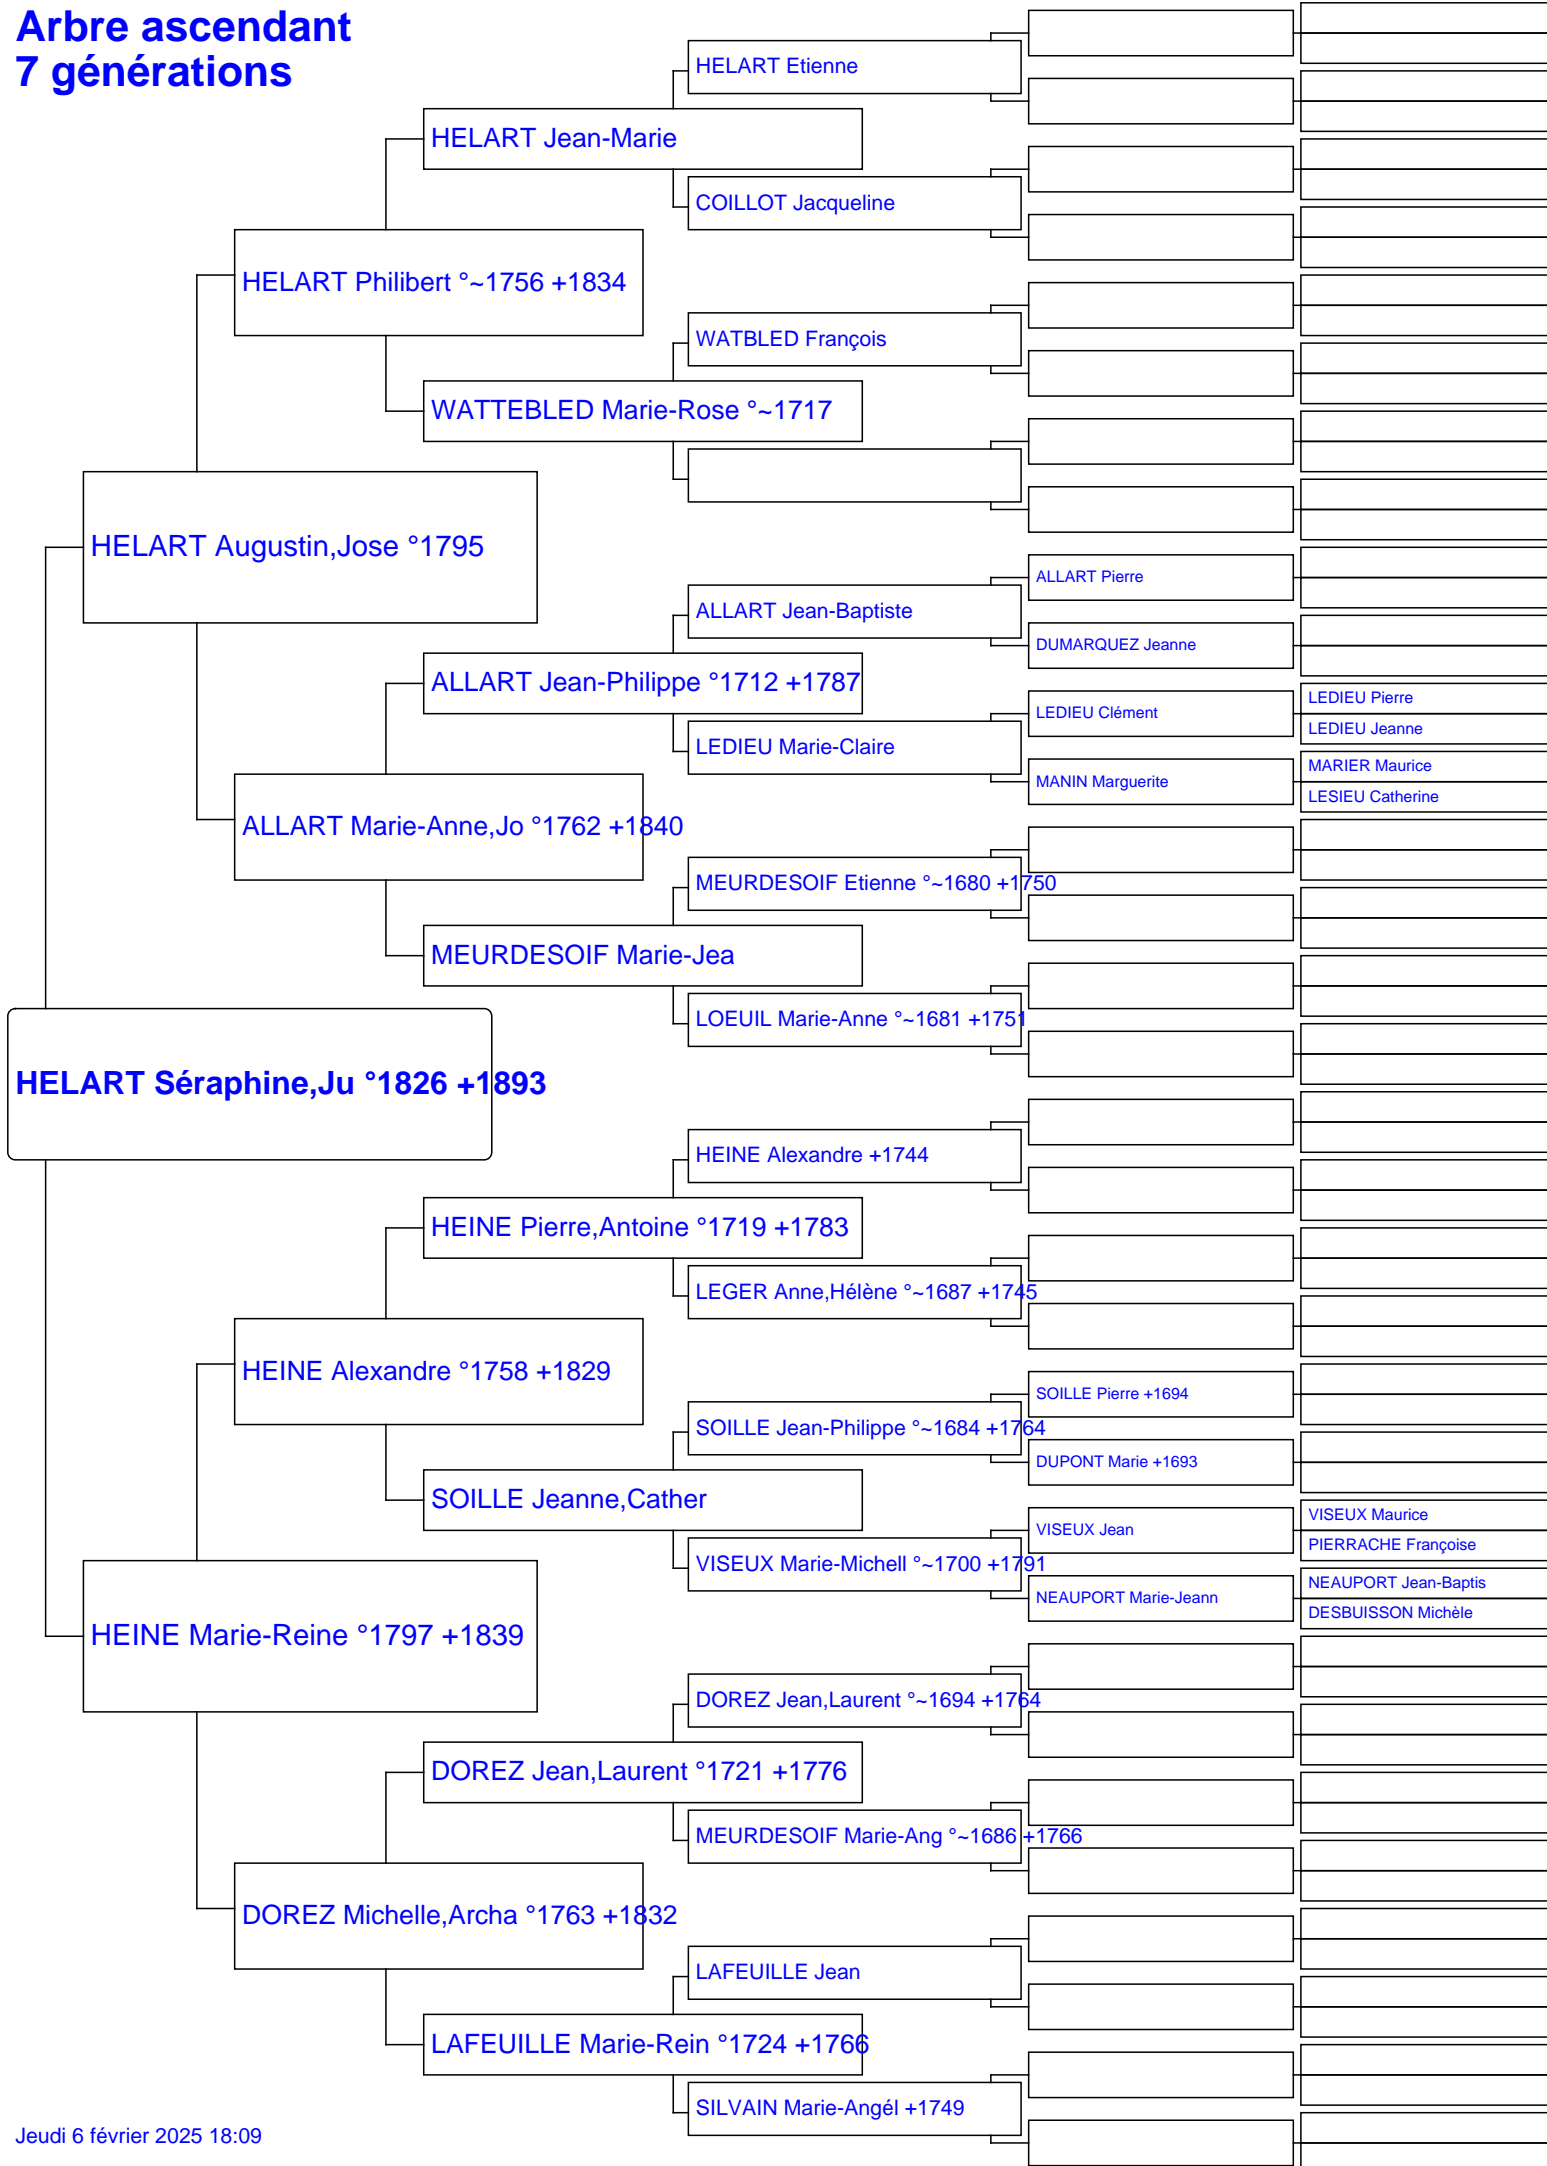 Arbre ascendant
7 générations
HELART Etienne
HELART Jean-Marie
COILLOT Jacqueline
HELART Philibert °~1756 +1834
WATBLED François
WATTEBLED Marie-Rose °~1717
HELART Augustin,Jose °1795
ALLART Pierre
ALLART Jean-Baptiste
DUMARQUEZ Jeanne
ALLART Jean-Philippe °1712 +1787
LEDIEU Pierre
LEDIEU Clément
LEDIEU Jeanne
LEDIEU Marie-Claire
MARIER Maurice
MANIN Marguerite
LESIEU Catherine
ALLART Marie-Anne,Jo °1762 +1840
MEURDESOIF Etienne °~1680 +1750
MEURDESOIF Marie-Jea
LOEUIL Marie-Anne °~1681 +1751
HELART Séraphine,Ju °1826 +1893
HEINE Alexandre +1744
HEINE Pierre,Antoine °1719 +1783
LEGER Anne,Hélène °~1687 +1745
HEINE Alexandre °1758 +1829
SOILLE Pierre +1694
SOILLE Jean-Philippe °~1684 +1764
DUPONT Marie +1693
SOILLE Jeanne,Cather
VISEUX Maurice
VISEUX Jean
PIERRACHE Françoise
VISEUX Marie-Michell °~1700 +1791
NEAUPORT Jean-Baptis
NEAUPORT Marie-Jeann
DESBUISSON Michèle
HEINE Marie-Reine °1797 +1839
DOREZ Jean,Laurent °~1694 +1764
DOREZ Jean,Laurent °1721 +1776
MEURDESOIF Marie-Ang °~1686 +1766
DOREZ Michelle,Archa °1763 +1832
LAFEUILLE Jean
LAFEUILLE Marie-Rein °1724 +1766
SILVAIN Marie-Angél +1749
Jeudi 6 février 2025 18:09